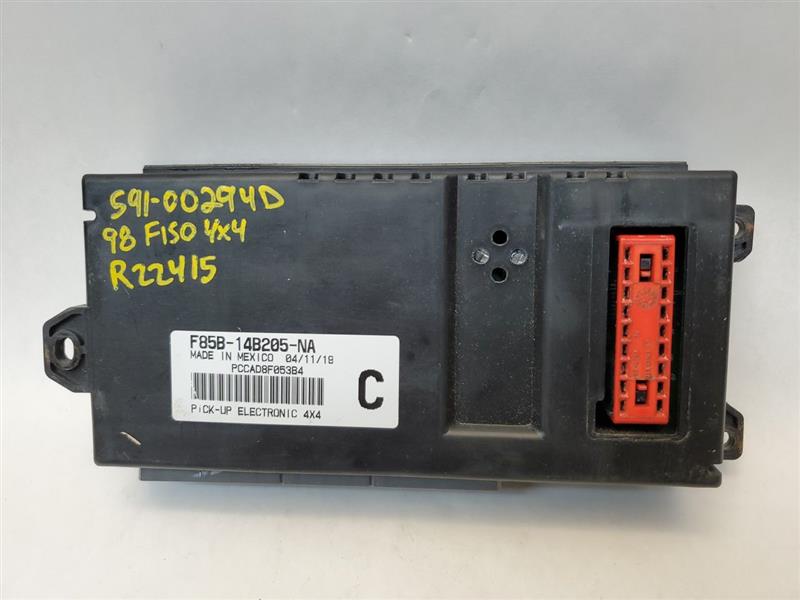 591-00294D
98 F150 4x4
R22415
F85B-14B205-NA
MADE IN MEXICO 04/11/18
PCCAD8F053B4
C
PiCK-UP ELECTRONIC 4X4